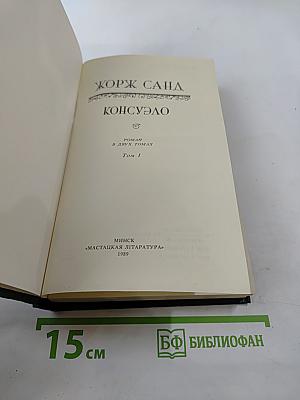 ЖОРЖ САНД
КОНСУЭЛО
РОМАН
В ДВУХ ТОМАХ
Том I
МИНСК
«МАСТАЦКАЯ ЛІТАРАТУРА»
1989
15 см
БФ БИБЛИОФАН